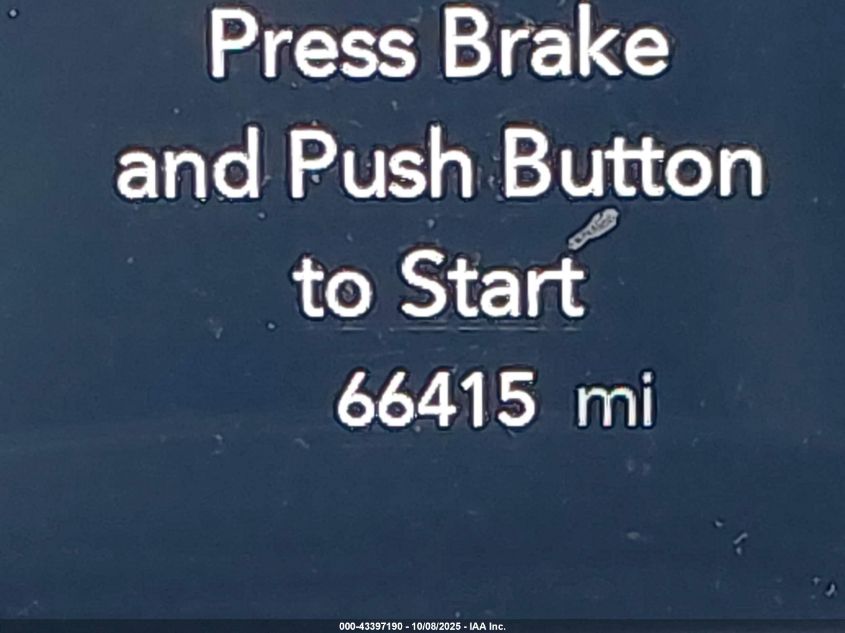 Press Brake
and Push Button
to Start
66415 mi
000-43397190 - 10/08/2025 - IAA Inc.